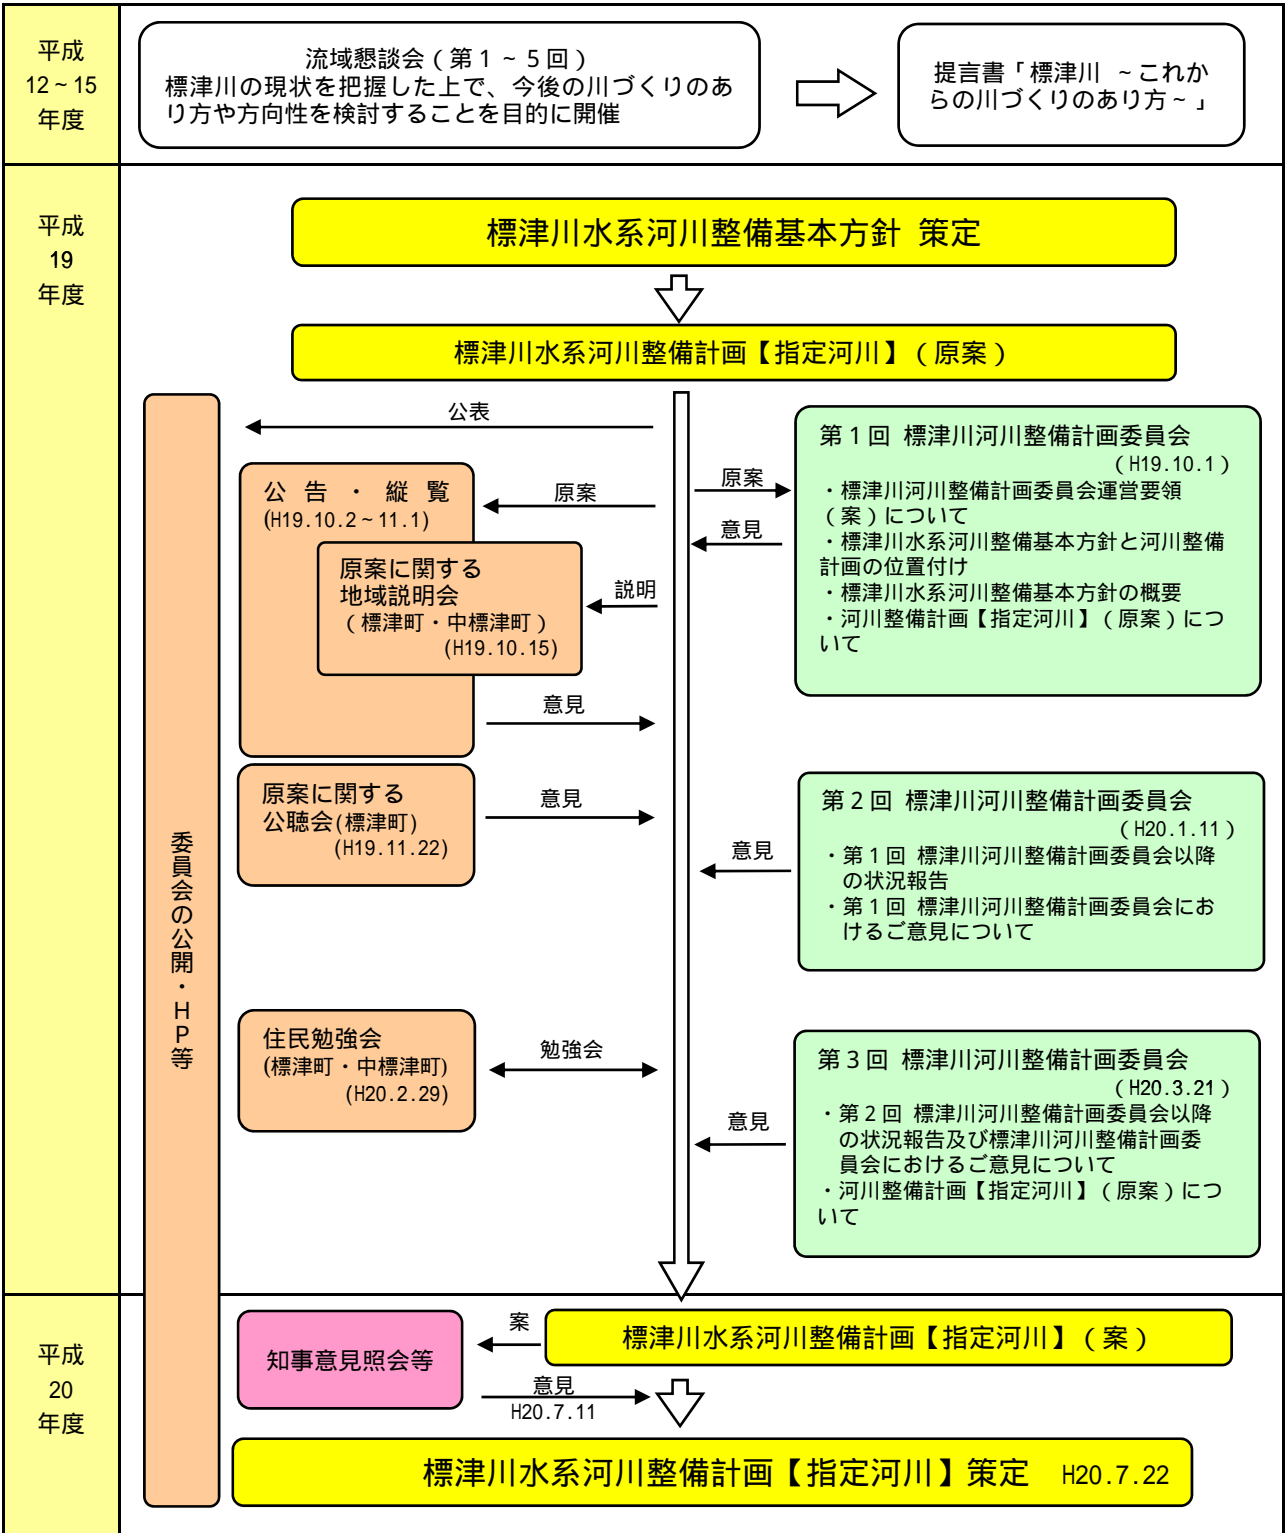 平成
12～15
年度
流域懇談会（第１～５回）
標津川の現状を把握した上で、今後の川づくりのあ
り方や方向性を検討することを目的に開催
提言書「標津川　～これか
らの川づくりのあり方～」
平成
19
年度
標津川水系河川整備基本方針 策定
標津川水系河川整備計画【指定河川】（原案）
公表
公告・縦覧
(H19.10.2～11.1)
原案
原案に関する
地域説明会
（標津町・中標津町）
(H19.10.15)
説明
意見
原案
意見
第１回 標津川河川整備計画委員会
（H19.10.1）
・標津川河川整備計画委員会運営要領
（案）について
・標津川水系河川整備基本方針と河川整備
計画の位置付け
・標津川水系河川整備基本方針の概要
・河川整備計画【指定河川】（原案）につ
いて
原案に関する
公聴会(標津町)
(H19.11.22)
意見
意見
第２回 標津川河川整備計画委員会
（H20.1.11）
・第１回 標津川河川整備計画委員会以降
の状況報告
・第１回 標津川河川整備計画委員会にお
けるご意見について
委員会の公開・ＨＰ等
住民勉強会
(標津町・中標津町)
(H20.2.29)
勉強会
意見
第３回 標津川河川整備計画委員会
（H20.3.21）
・第２回 標津川河川整備計画委員会以降
の状況報告及び標津川河川整備計画委
員会におけるご意見について
・河川整備計画【指定河川】（原案）につ
いて
平成
20
年度
知事意見照会等
案
標津川水系河川整備計画【指定河川】（案）
意見
H20.7.11
標津川水系河川整備計画【指定河川】策定　H20.7.22